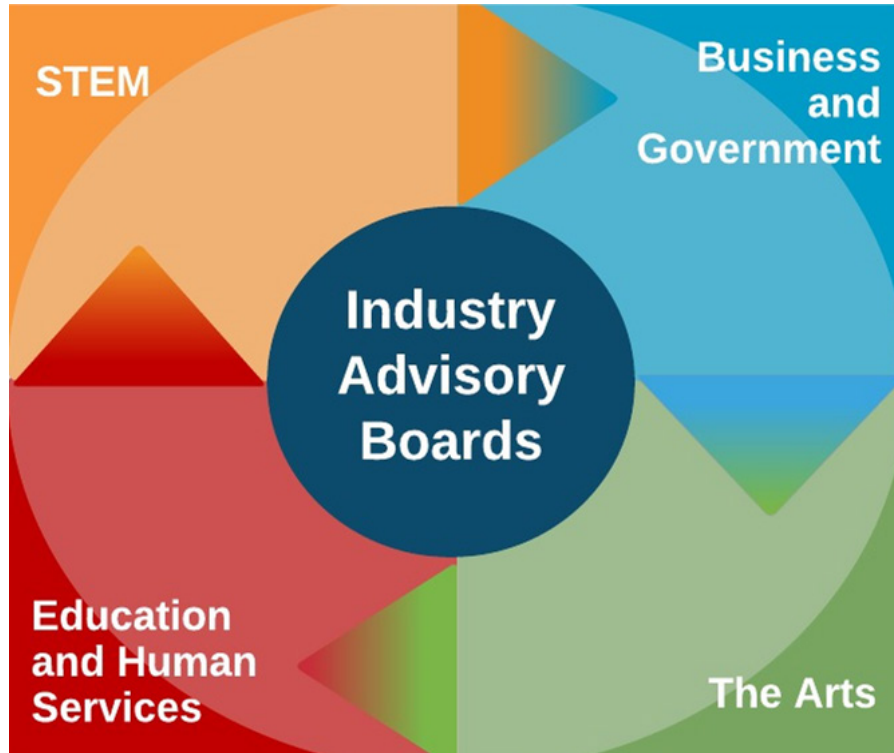 STEM
Business
and
Government
Industry
Advisory
Boards
Education
and Human
Services
The Arts